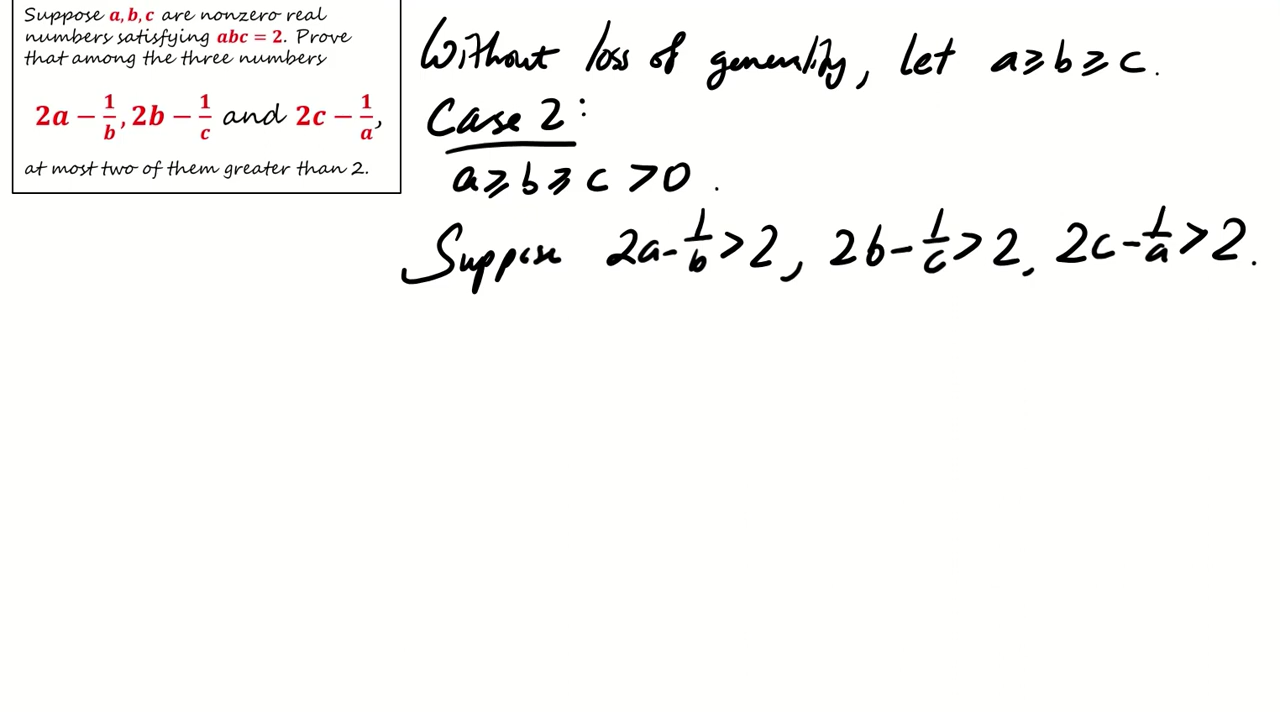 Suppose a, b, c are nonzero real
numbers satisfying abc = 2. Prove
that among the three numbers
2a − 1/b, 2b − 1/c and 2c − 1/a,
at most two of them greater than 2.
Without loss of generality, let a ≥ b ≥ c.
Case 2:
a ≥ b ≥ c > 0.
Suppose 2a − 1/b > 2, 2b − 1/c > 2, 2c − 1/a > 2.